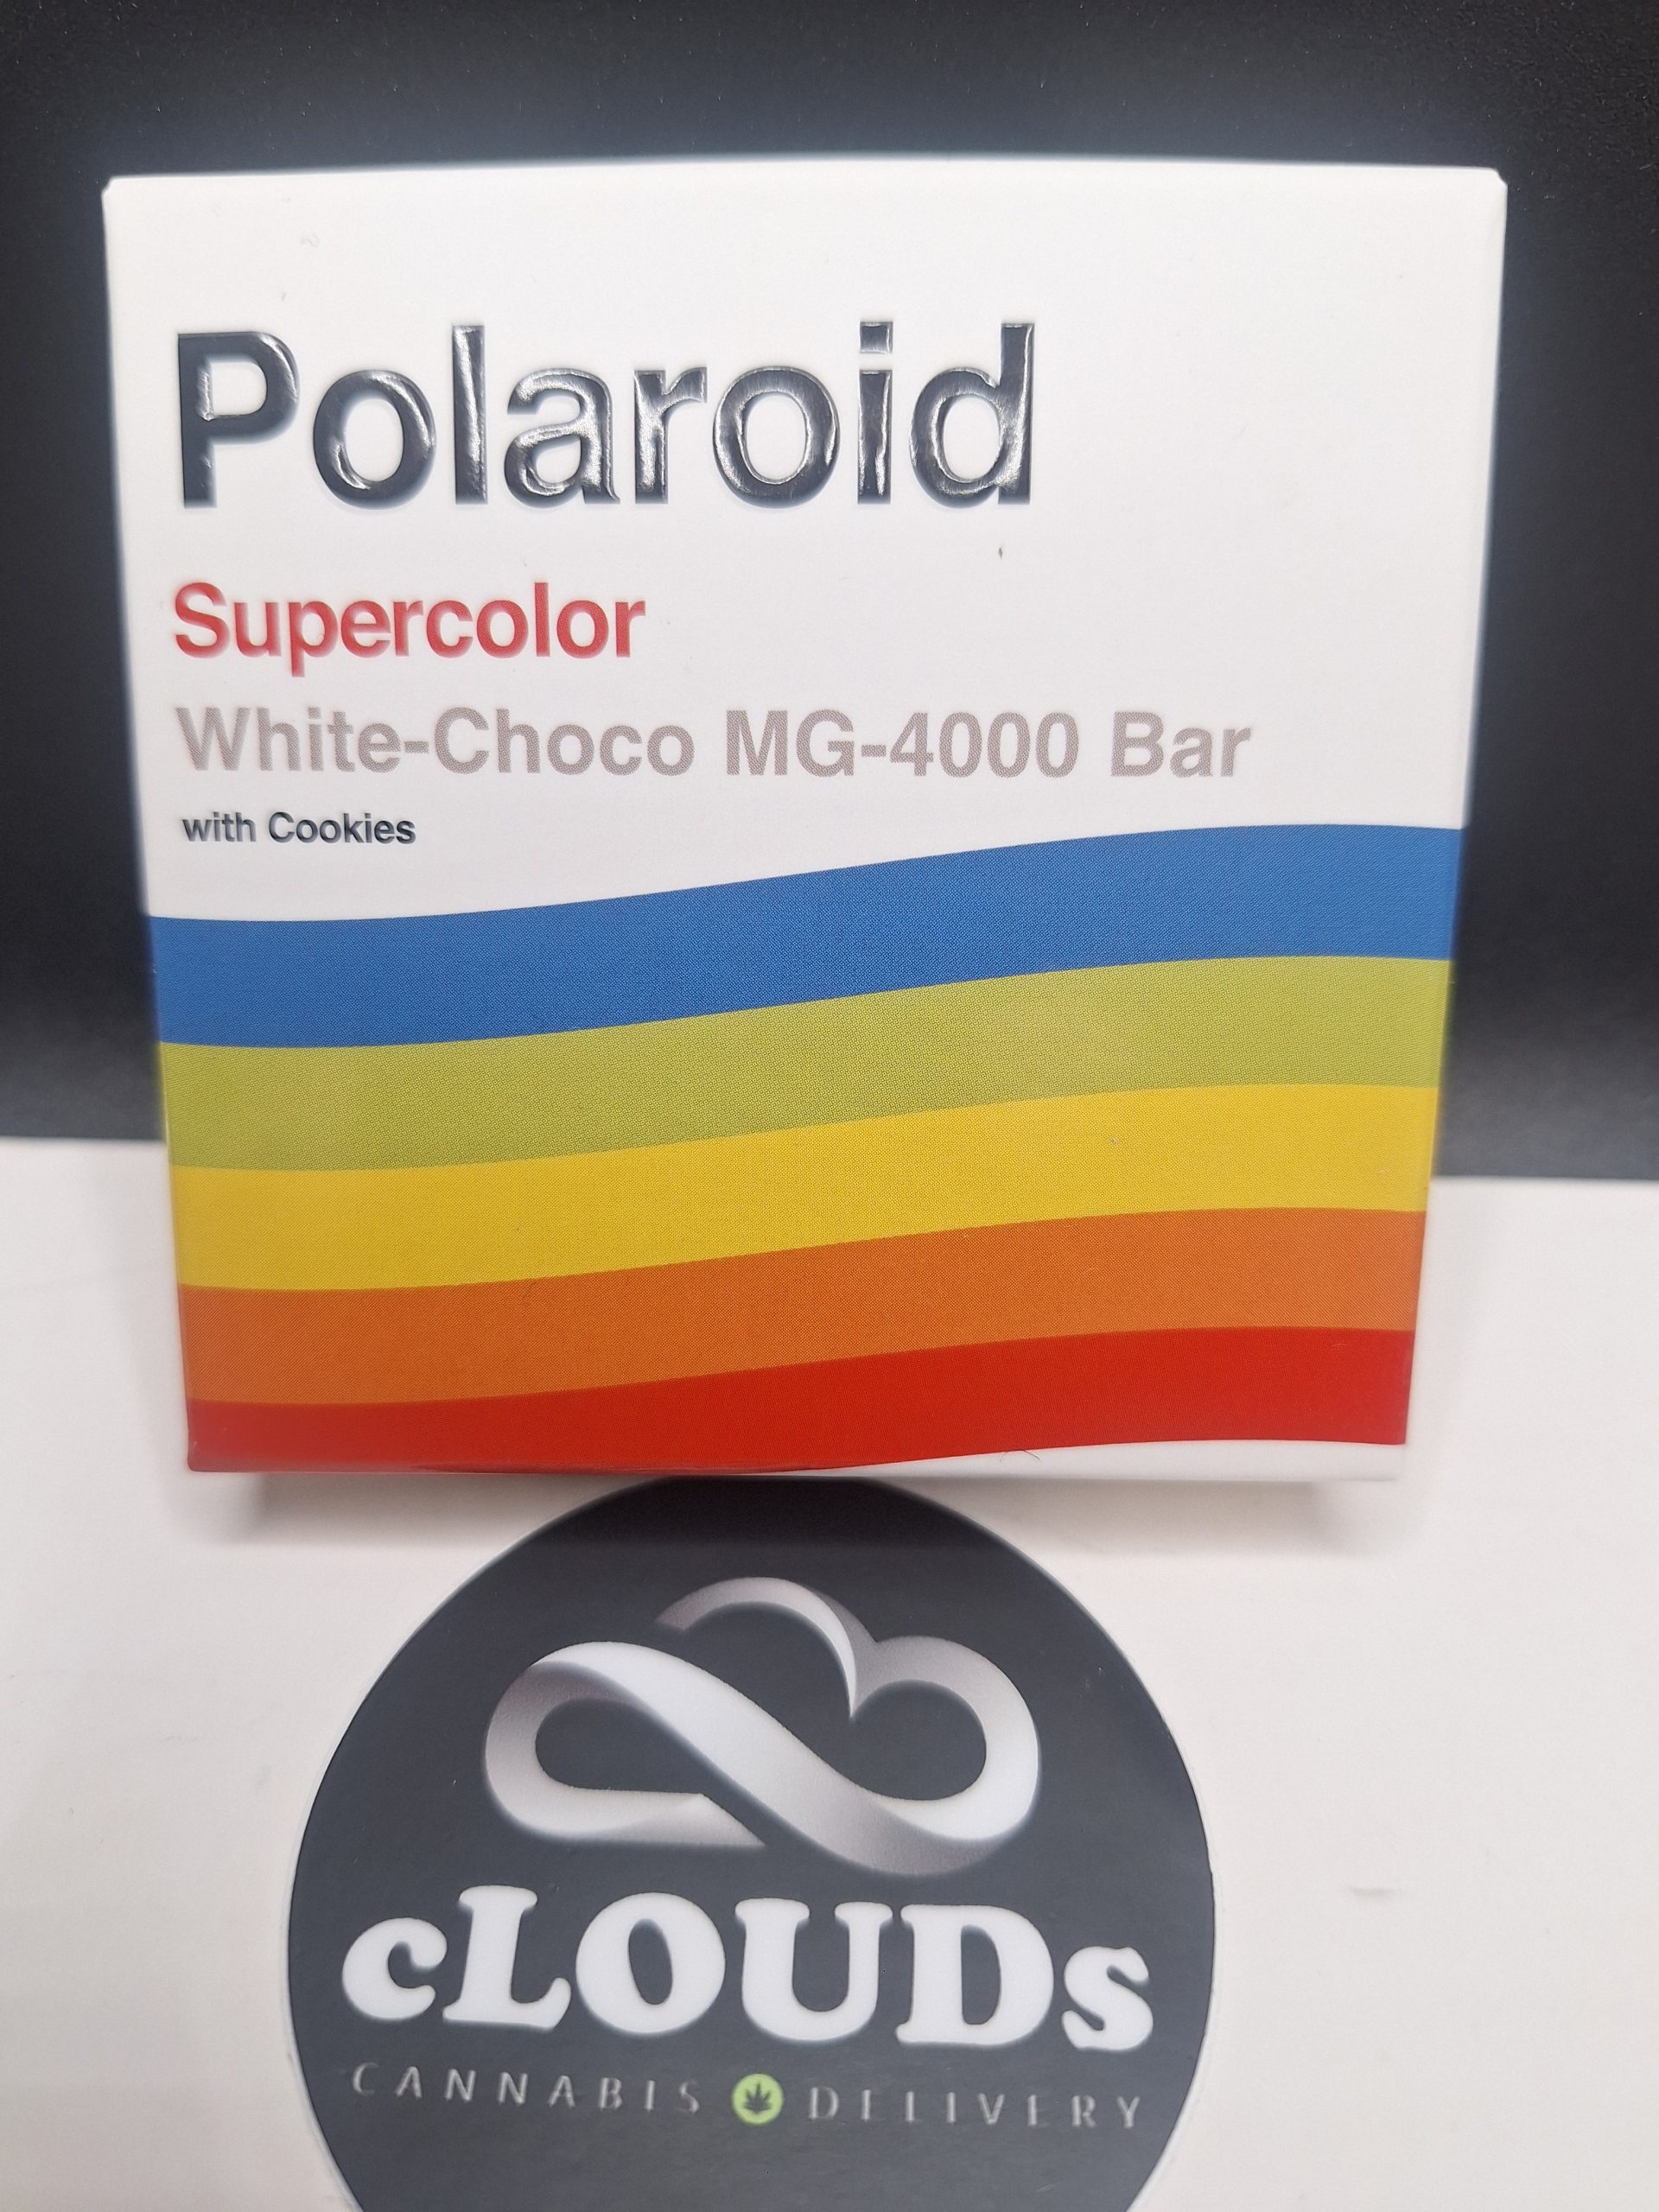 Polaroid
Supercolor
White-Choco MG-4000 Bar
with Cookies
cLOUDs
CANNABIS DELIVERY